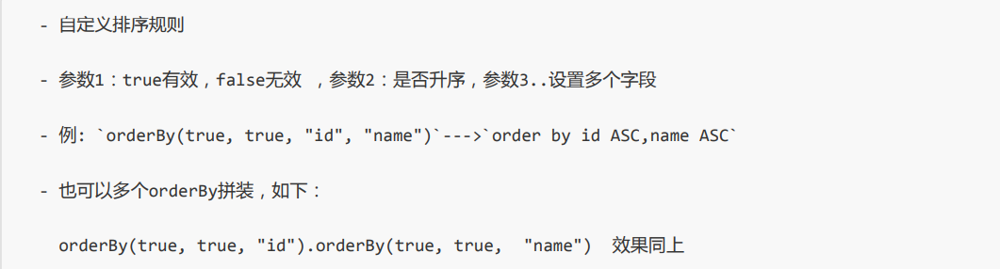 - 自定义排序规则
- 参数1：true有效，false无效 ，参数2：是否升序，参数3..设置多个字段
- 例: `orderBy(true, true, "id", "name")`--->`order by id ASC,name ASC`
- 也可以多个orderBy拼装，如下：
orderBy(true, true, "id").orderBy(true, true,  "name")  效果同上